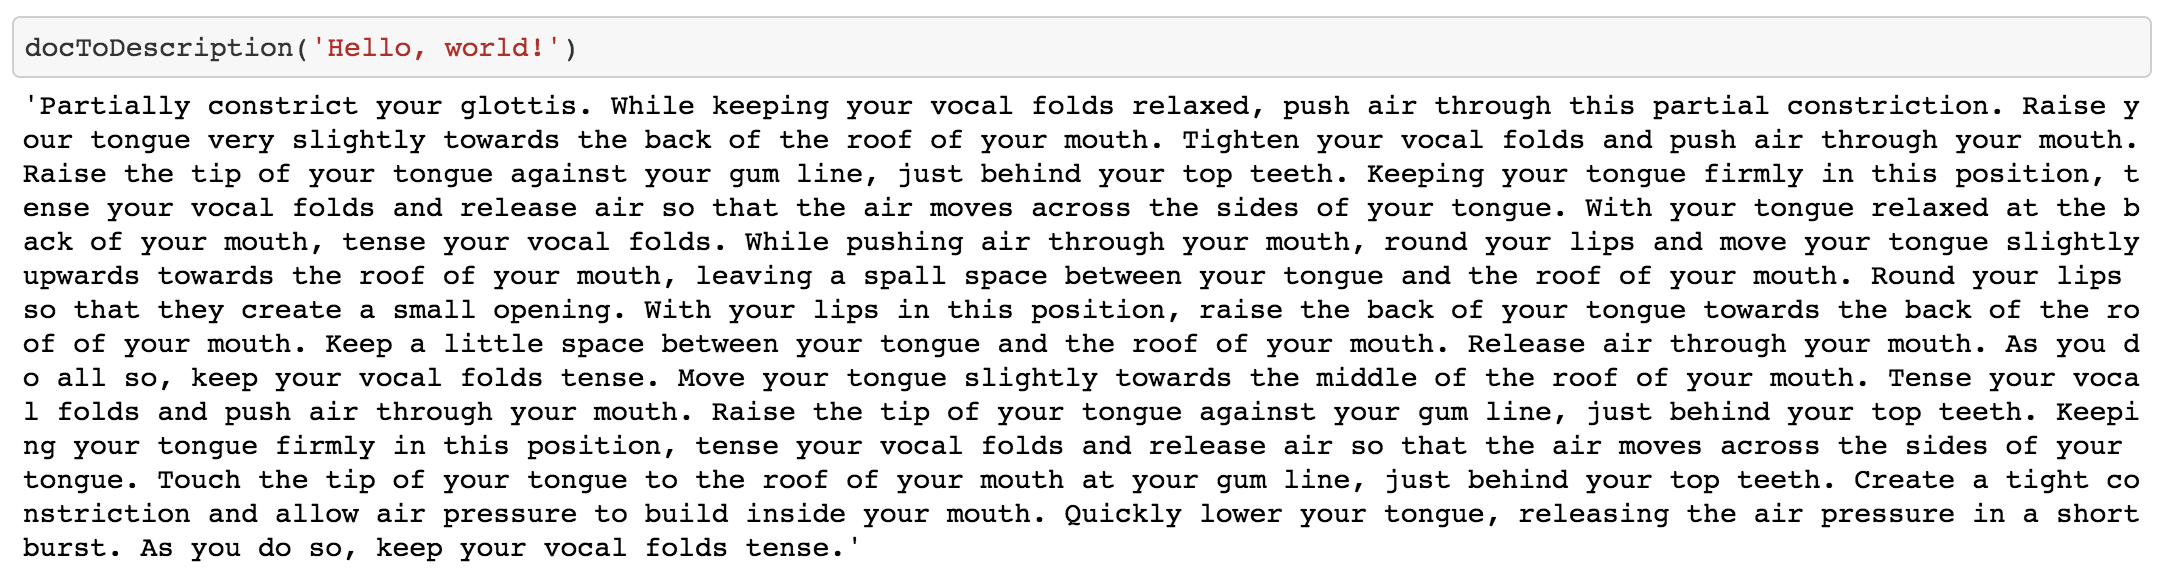 docToDescription('Hello, world!')
'Partially constrict your glottis. While keeping your vocal folds relaxed, push air through this partial constriction. Raise y
our tongue very slightly towards the back of the roof of your mouth. Tighten your vocal folds and push air through your mouth.
Raise the tip of your tongue against your gum line, just behind your top teeth. Keeping your tongue firmly in this position, t
ense your vocal folds and release air so that the air moves across the sides of your tongue. With your tongue relaxed at the b
ack of your mouth, tense your vocal folds. While pushing air through your mouth, round your lips and move your tongue slightly
upwards towards the roof of your mouth, leaving a spall space between your tongue and the roof of your mouth. Round your lips
so that they create a small opening. With your lips in this position, raise the back of your tongue towards the back of the ro
of of your mouth. Keep a little space between your tongue and the roof of your mouth. Release air through your mouth. As you d
o all so, keep your vocal folds tense. Move your tongue slightly towards the middle of the roof of your mouth. Tense your voca
l folds and push air through your mouth. Raise the tip of your tongue against your gum line, just behind your top teeth. Keepi
ng your tongue firmly in this position, tense your vocal folds and release air so that the air moves across the sides of your
tongue. Touch the tip of your tongue to the roof of your mouth at your gum line, just behind your top teeth. Create a tight co
nstriction and allow air pressure to build inside your mouth. Quickly lower your tongue, releasing the air pressure in a short
burst. As you do so, keep your vocal folds tense.'